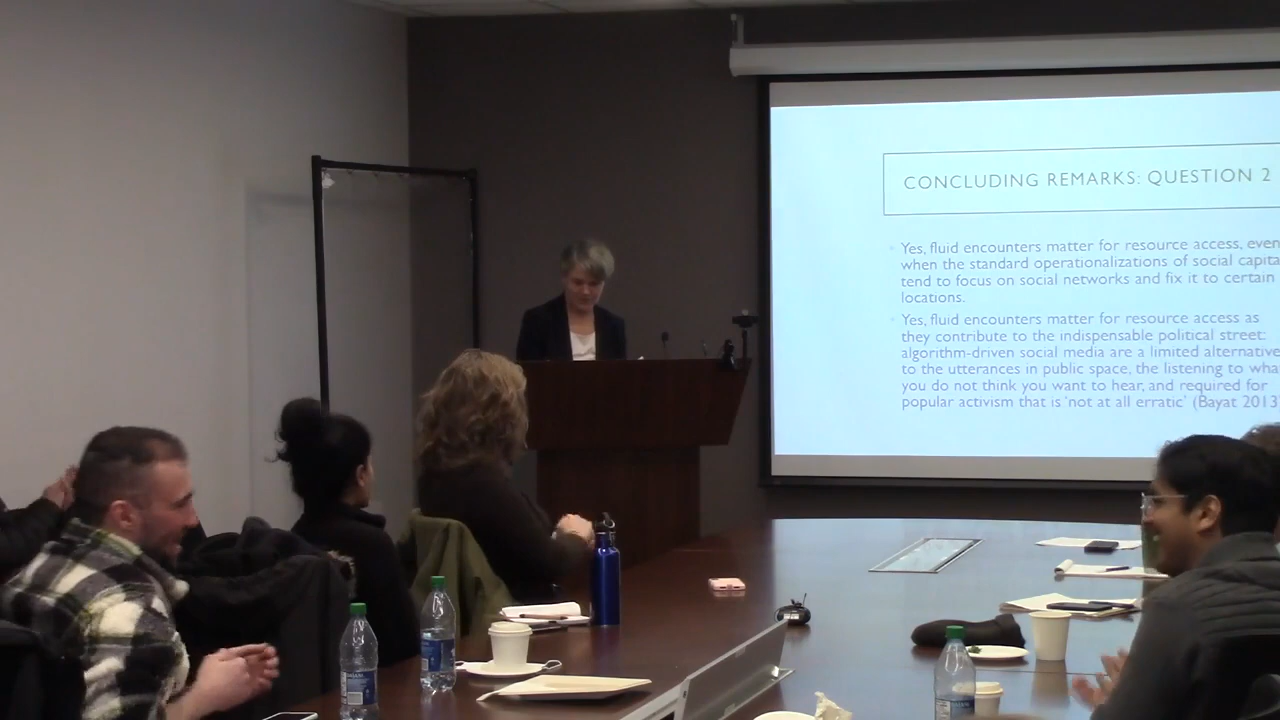 CONCLUDING REMARKS: QUESTION 2
Yes, fluid encounters matter for resource access, even
when the standard operationalizations of social capita
tend to focus on social networks and fix it to certain
locations.
Yes, fluid encounters matter for resource access as
they contribute to the indispensable political street:
algorithm-driven social media are a limited alternative
to the utterances in public space, the listening to wha
you do not think you want to hear, and required for
popular activism that is 'not at all erratic' (Bayat 2013